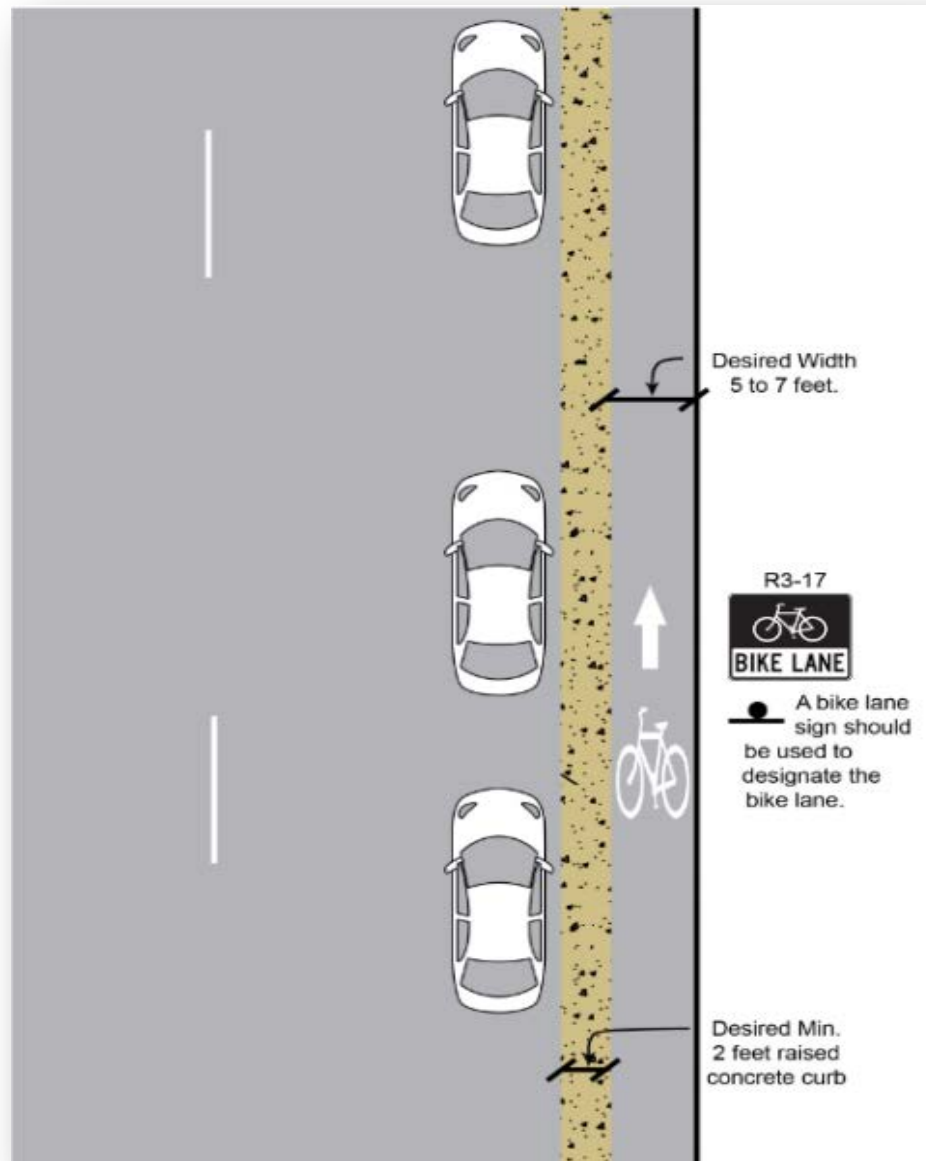 Desired Width
5 to 7 feet.
R3-17
BIKE LANE
A bike lane
sign should
be used to
designate the
bike lane.
Desired Min.
2 feet raised
concrete curb